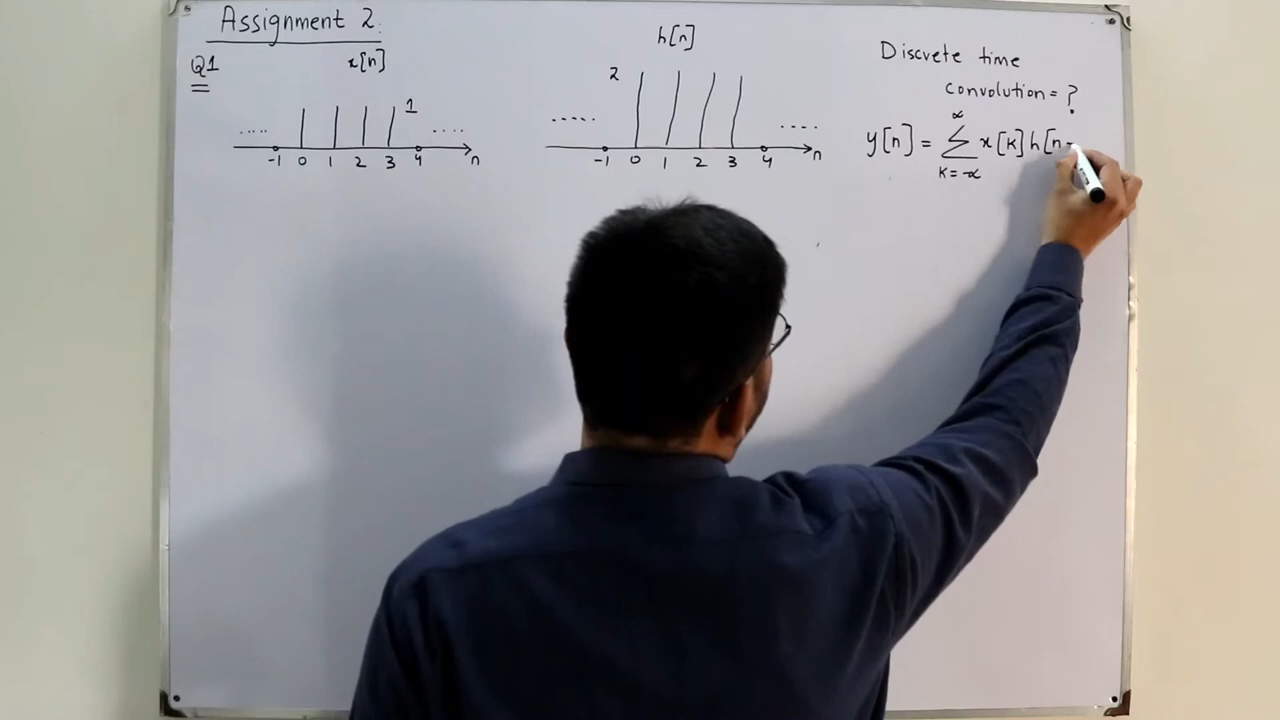 Assignment 2.
Q1
x[n]
1
..... ....
-1 0 1 2 3 4 n
h[n]
2
..... ....
-1 0 1 2 3 4 n
Discrete time
convolution = ?
∞
y[n] = ∑ x[k] h[n-
k=-∞